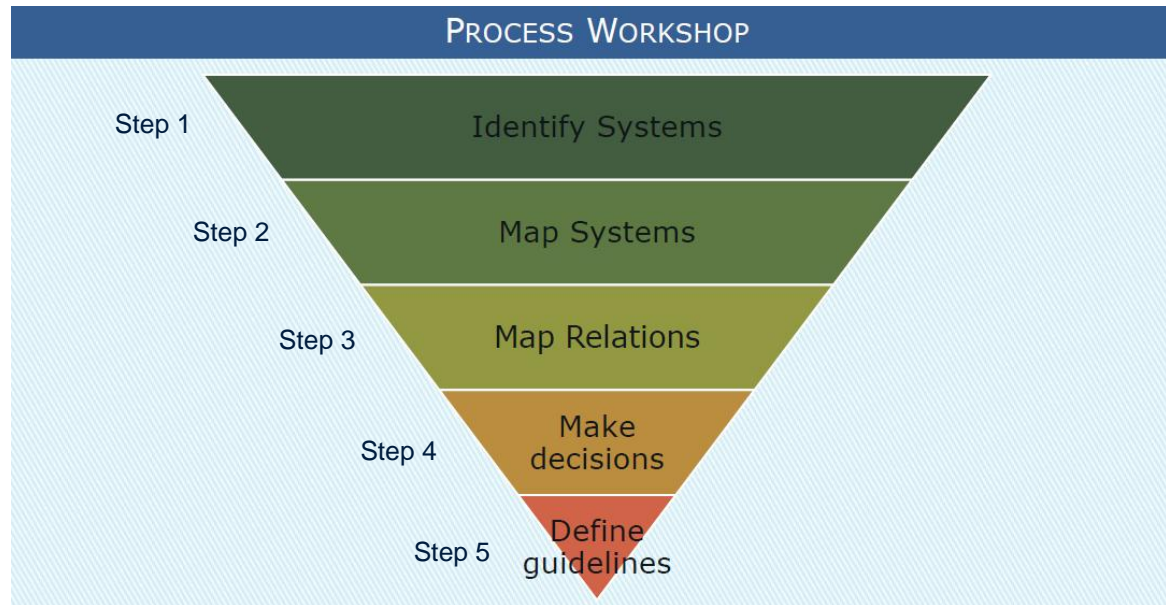 PROCESS WORKSHOP
Step 1
Identify Systems
Step 2
Map Systems
Step 3
Map Relations
Step 4
Make
decisions
Step 5
Define
guidelines